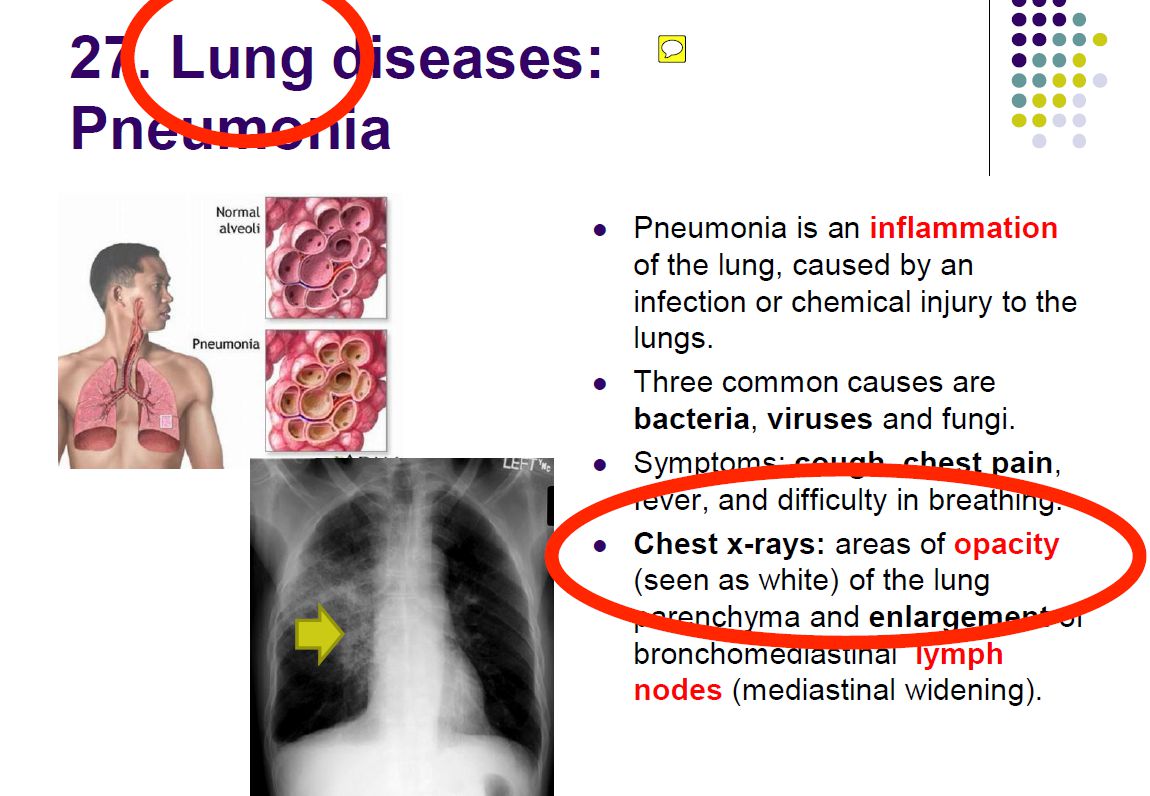 27. Lung diseases:
Pneumonia
Normal
alveoli
Pneumonia
LEFT
Pneumonia is an inflammation
of the lung, caused by an
infection or chemical injury to the
lungs.
Three common causes are
bacteria, viruses and fungi.
Symptoms: cough, chest pain,
fever, and difficulty in breathing.
Chest x-rays: areas of opacity
(seen as white) of the lung
parenchyma and enlargement of
bronchomediastinal lymph
nodes (mediastinal widening).